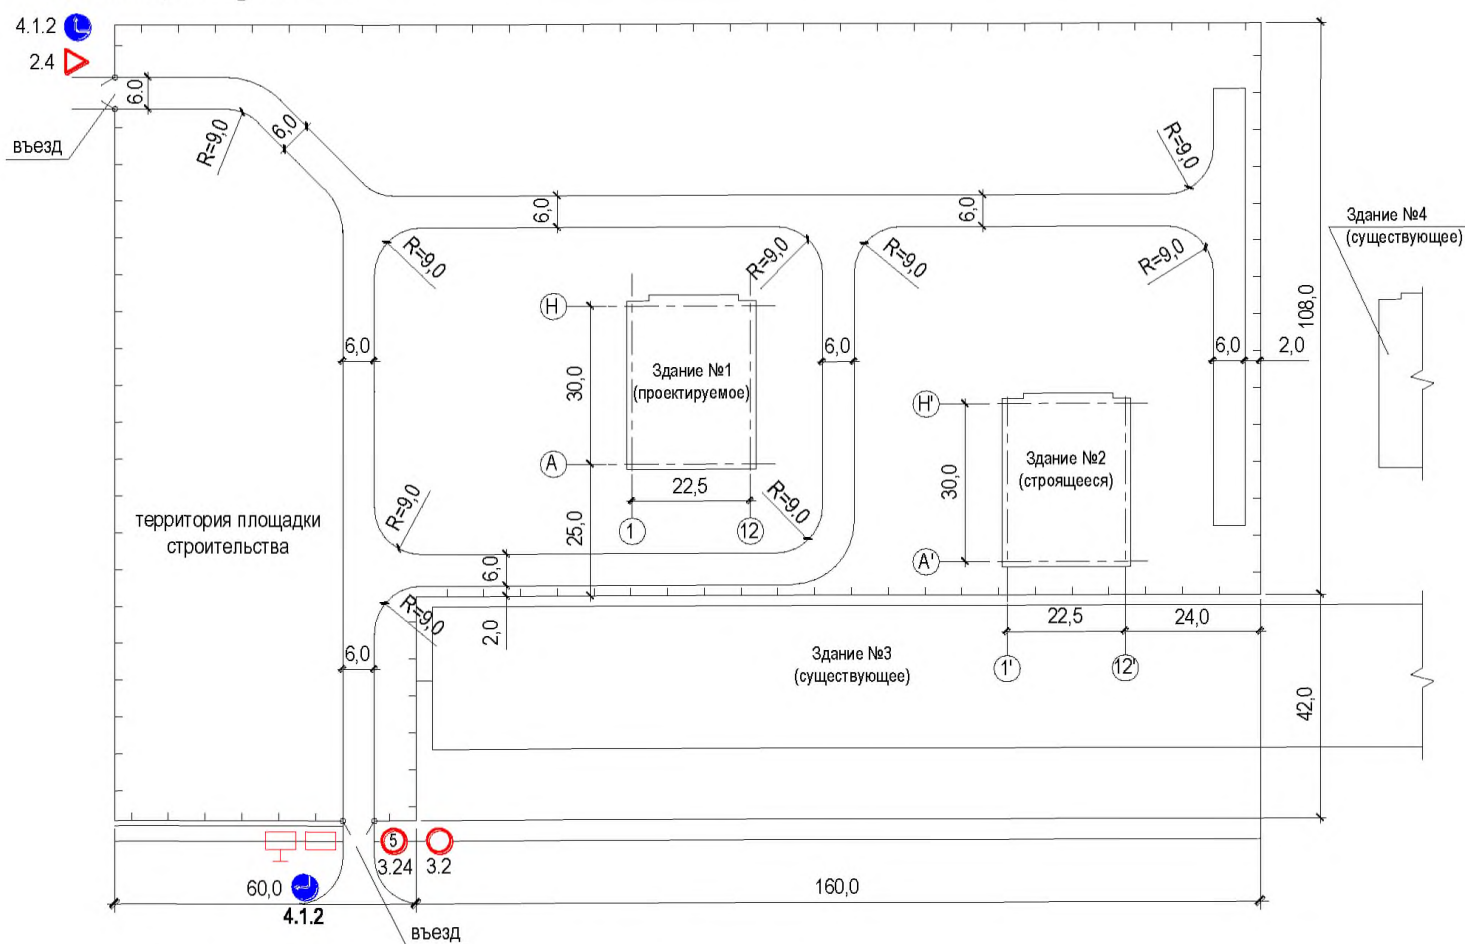 4.1.2
2.4
въезд
6.0
R=9,0
6,0
6,0
6,0
R=9,0
R=9,0
R=9,0
R=9,0
R=9,0
Здание №4
(существующее)
108,0
Н
30,0
А
6,0
Здание №1
(проектируемое)
22,5
1
12
25,0
6,0
6,0
2,0
Н'
30,0
А'
Здание №2
(строящееся)
R=9,0
R=9,0
территория площадки
строительства
6,0
R=9,0
2,0
6,0
Здание №3
(существующее)
22,5
24,0
1'
12'
42,0
5
3.24
3.2
60,0
4.1.2
160,0
въезд